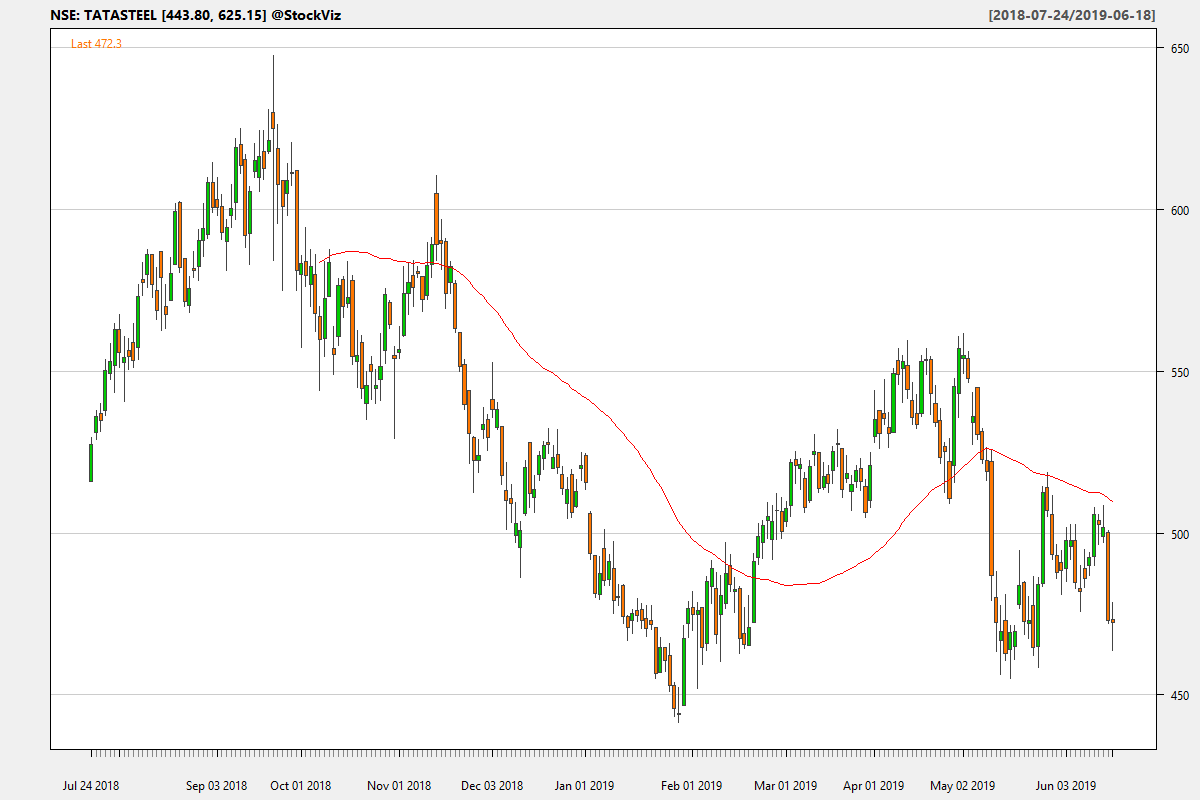 NSE: TATASTEEL [443.80, 625.15] @StockViz [2018-07-24/2019-06-18]
Last 472.3
650
600
550
500
450
Jul 24 2018 Sep 03 2018 Oct 01 2018 Nov 01 2018 Dec 03 2018 Jan 01 2019 Feb 01 2019 Mar 01 2019 Apr 01 2019 May 02 2019 Jun 03 2019